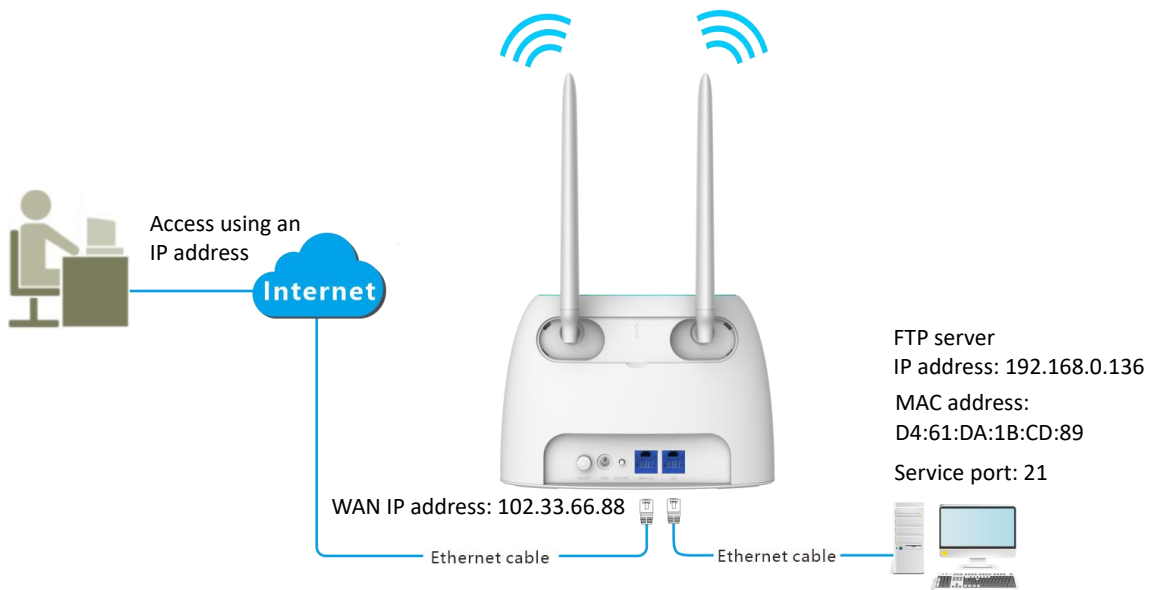 Access using an
IP address
Internet
FTP server
IP address: 192.168.0.136
MAC address:
D4:61:DA:1B:CD:89
Service port: 21
WAN IP address: 102.33.66.88
Ethernet cable
Ethernet cable